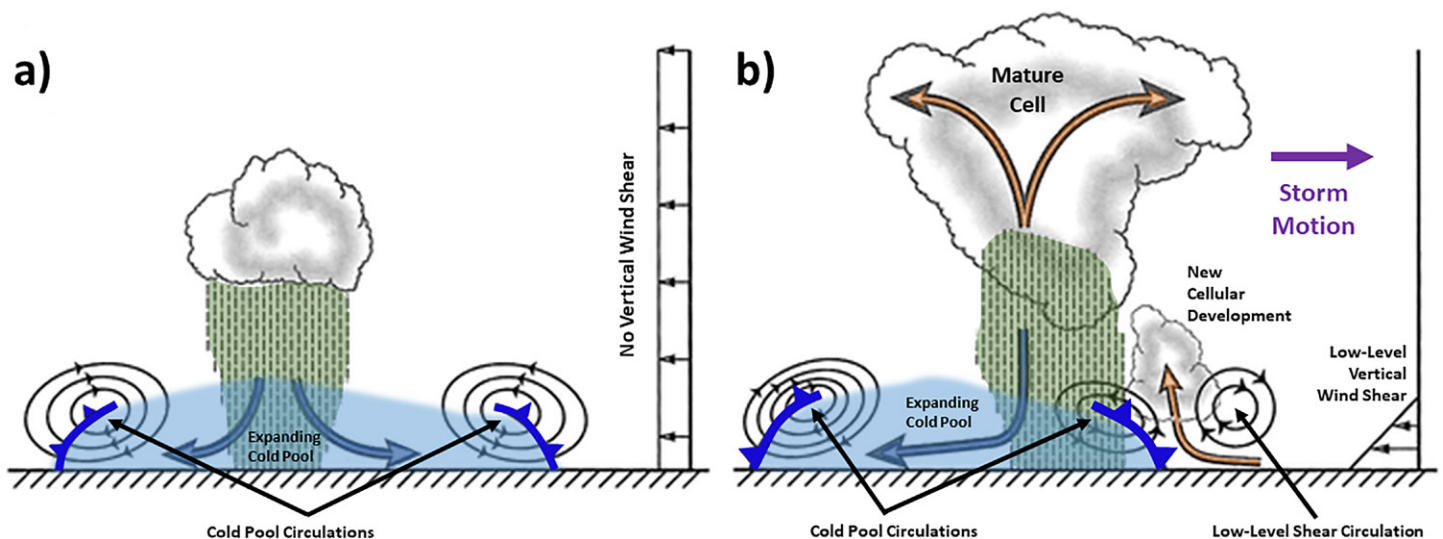 a)
No Vertical Wind Shear
Expanding
Cold Pool
Cold Pool Circulations
b)
Mature
Cell
Storm
Motion
New
Cellular
Development
Low-Level
Vertical
Wind Shear
Expanding
Cold Pool
Cold Pool Circulations
Low-Level Shear Circulation